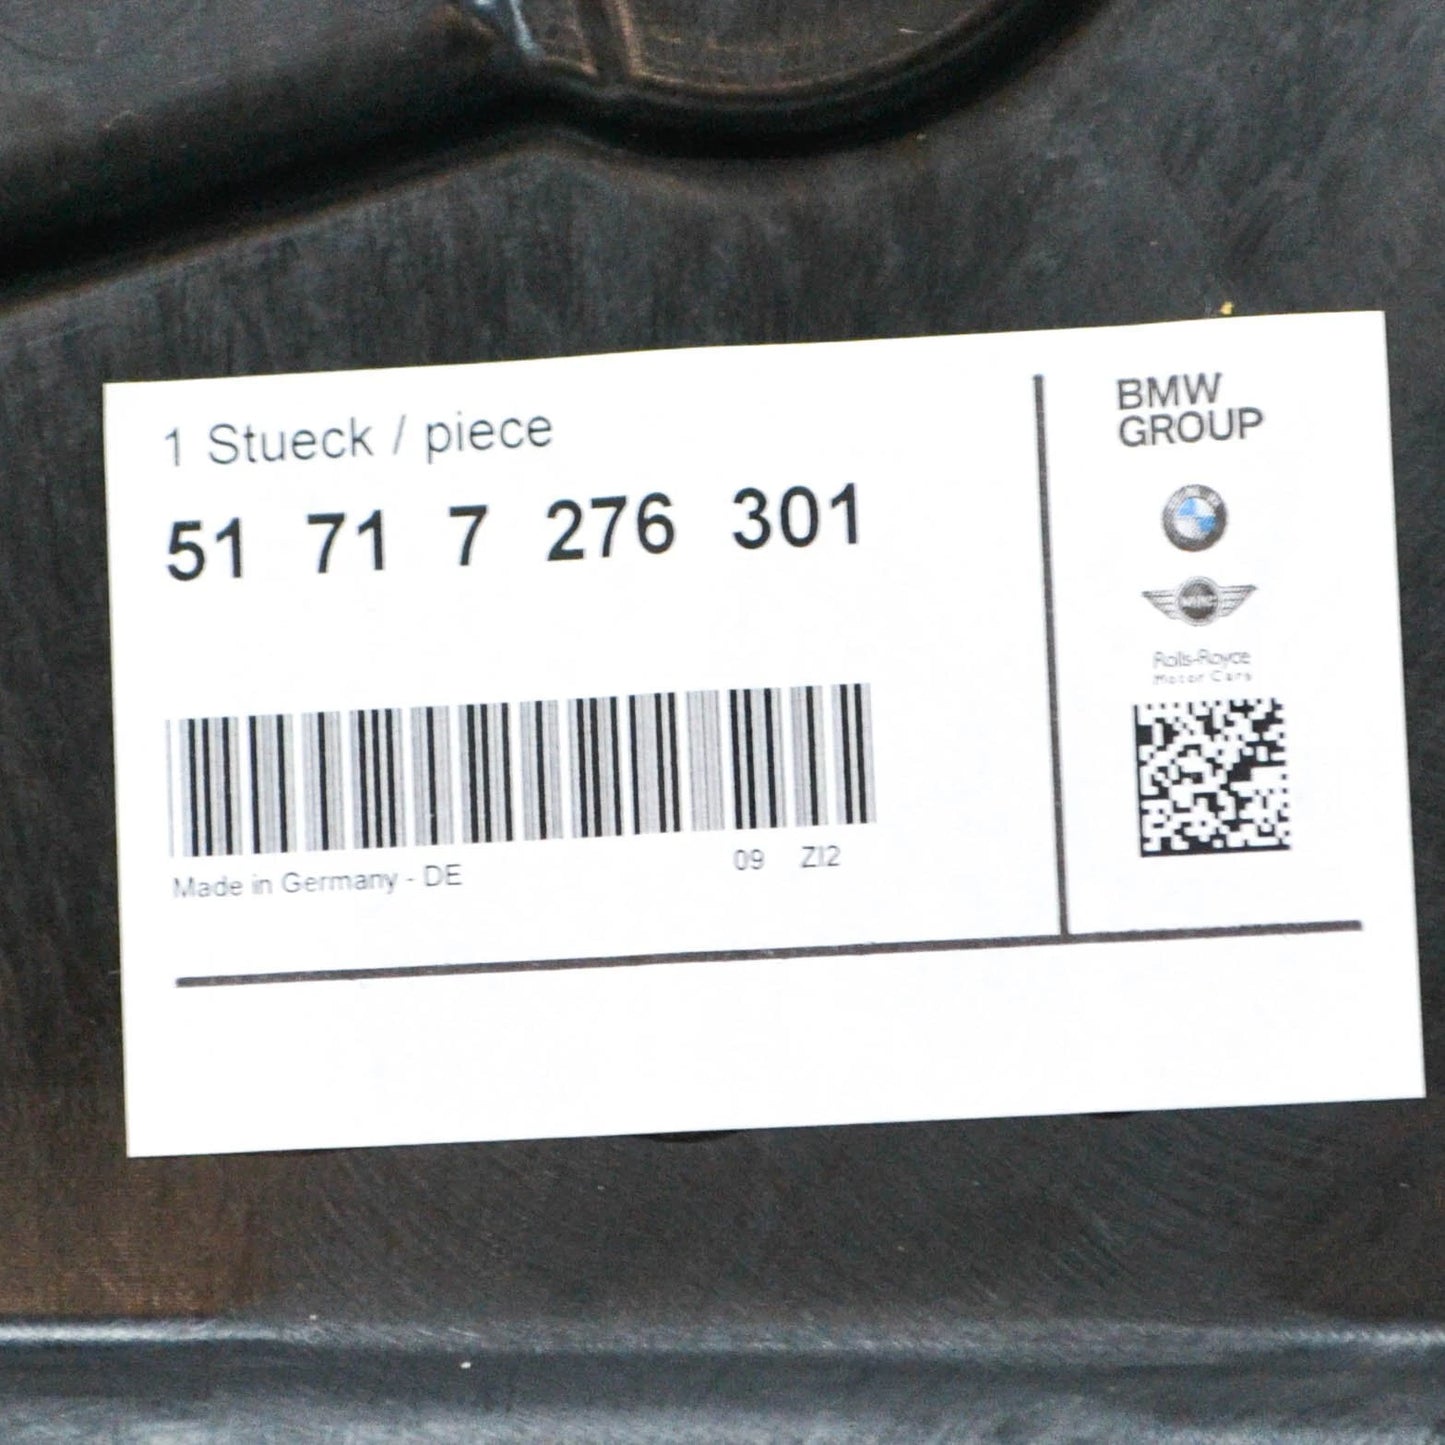 1 Stueck / piece
51 71 7 276 301
Made in Germany - DE
09 ZI2
BMW
GROUP
MINI
Rolls-Royce
Motor Cars